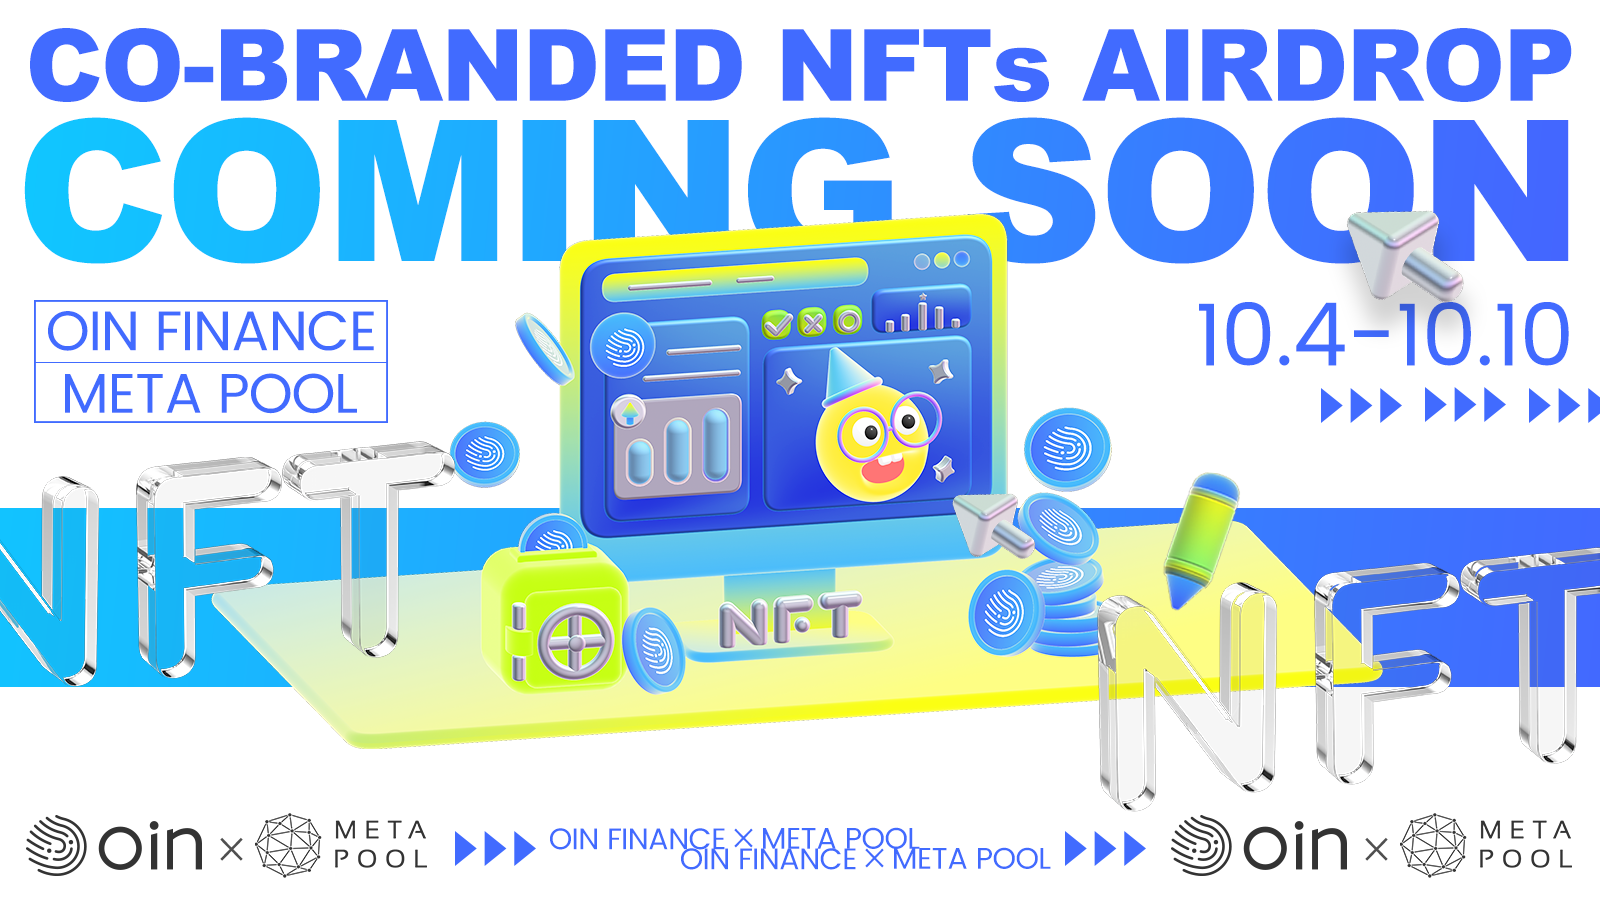 CO-BRANDED NFTs AIRDROP
COMING SOON
OIN FINANCE
META POOL
10.4-10.10
NFT
NFT
NFT
oin × META POOL
OIN FINANCE × META POOL
OIN FINANCE × META POOL
oin × META POOL